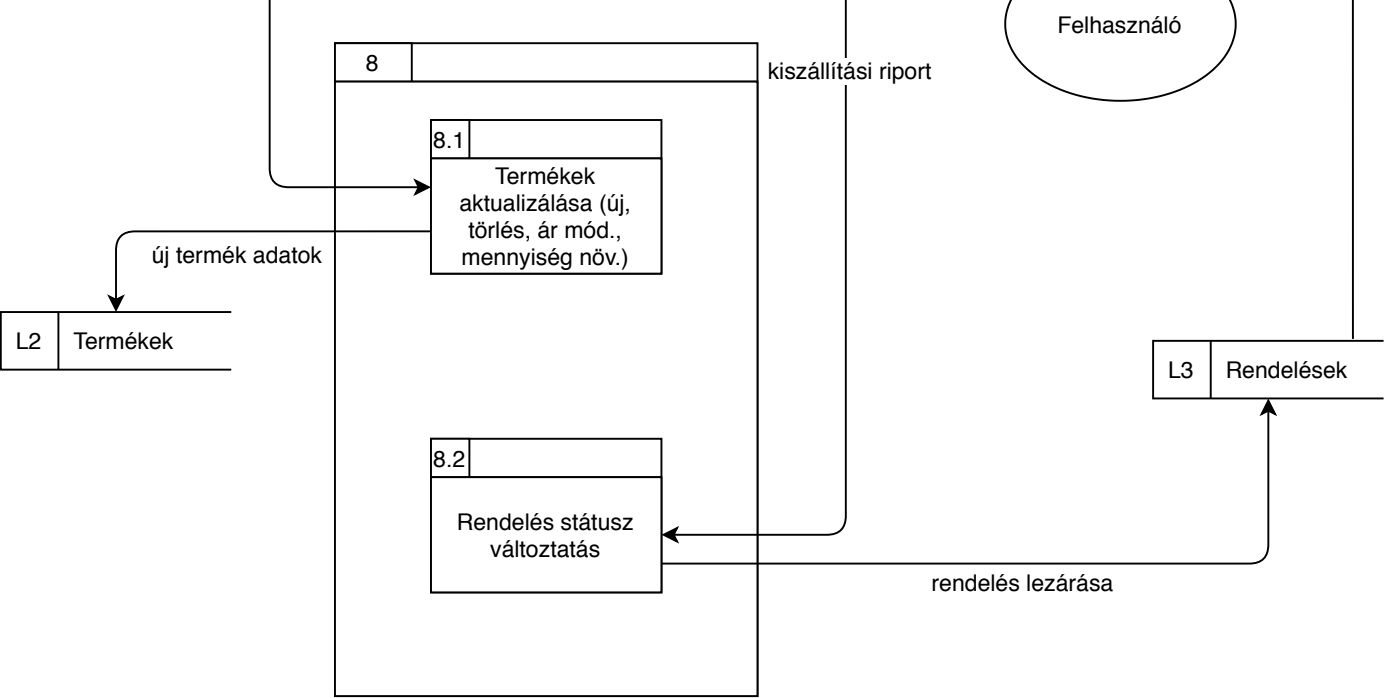 Felhasználó
8
kiszállítási riport
8.1
Termékek
aktualizálása (új,
törlés, ár mód.,
mennyiség növ.)
új termék adatok
L2
Termékek
L3
Rendelések
8.2
Rendelés státusz
változtatás
rendelés lezárása